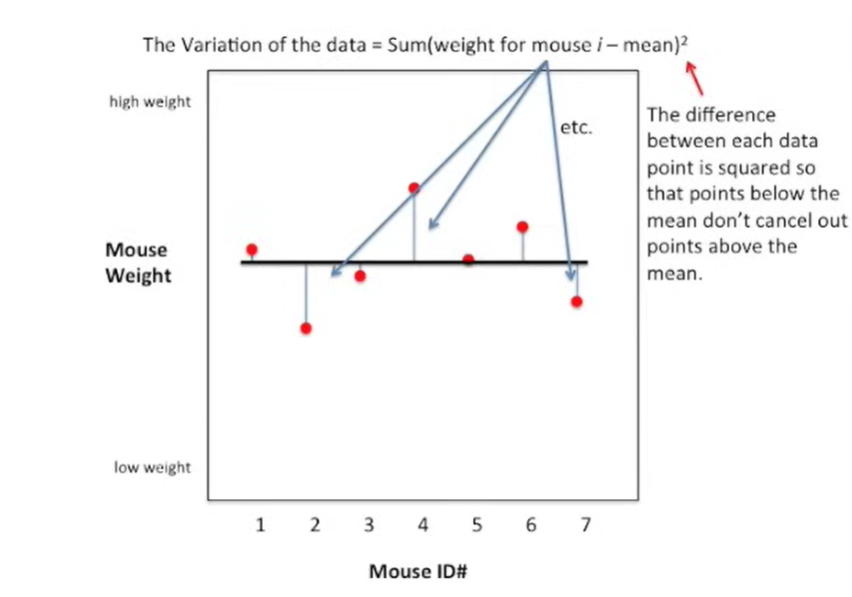 The Variation of the data = Sum(weight for mouse i – mean)²
high weight
etc.
The difference
between each data
point is squared so
that points below the
mean don't cancel out
points above the
mean.
Mouse
Weight
low weight
1 2 3 4 5 6 7
Mouse ID#